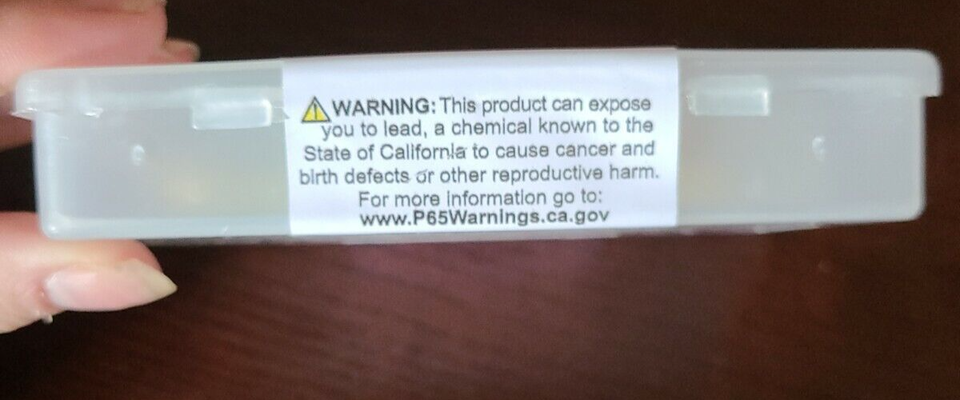 WARNING: This product can expose
you to lead, a chemical known to the
State of California to cause cancer and
birth defects or other reproductive harm.
For more information go to:
www.P65Warnings.ca.gov